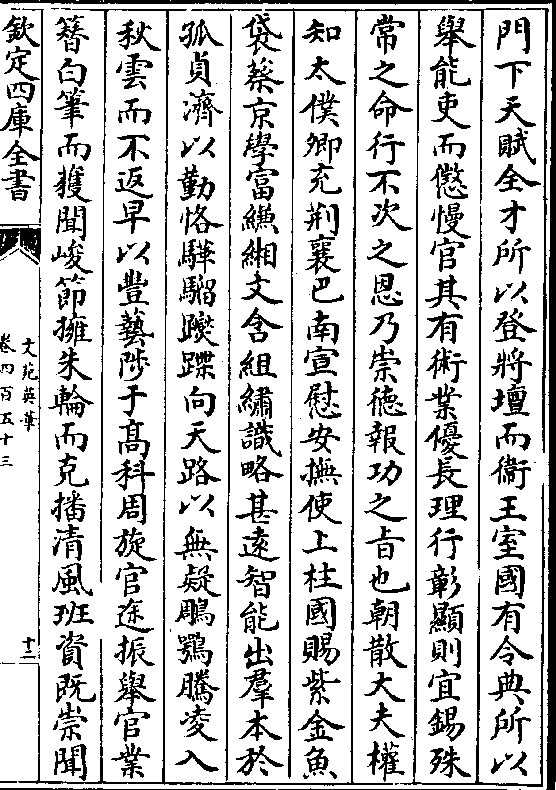 門下天賦全才所以登將壇而衞王室國有令典所以
舉能吏而懲慢官其有術業優長理行彰顯則宜錫殊
常之命行不次之恩乃崇德報功之旨也朝散大夫權
知太僕卿充荆襄巴南宣慰安撫使上柱國賜紫金魚
袋蔡京學富縑緗文含組繡識略甚遠智能出羣本於
孤貞濟以勤恪驊騮蹀躞向天路以無疑鵰鶚騰凌入
秋雲而不返早以豐藝陟于髙科周旋官途振舉官業
簮白筆而獲聞峻節擁朱輪而克播清風班資既崇聞
欽定四庫全書
文苑英華
卷四百五十三
十二